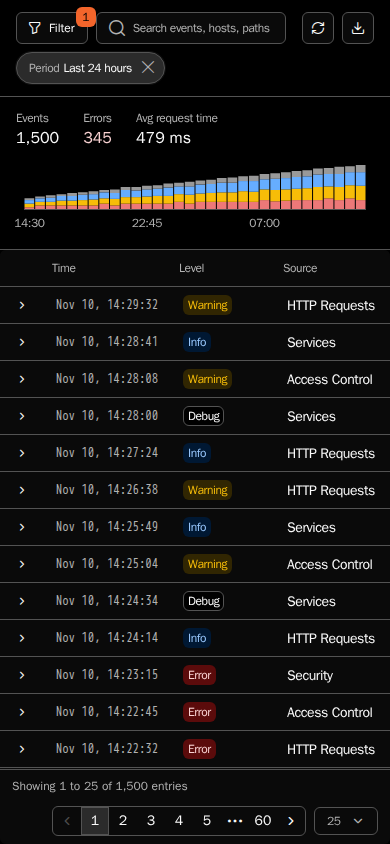 Filter 1 Search events, hosts, paths
Period Last 24 hours
Events Errors Avg request time
1,500 345 479 ms
14:30 22:45 07:00
Time Level Source
Nov 10, 14:29:32 Warning HTTP Requests
Nov 10, 14:28:41 Info Services
Nov 10, 14:28:08 Warning Access Control
Nov 10, 14:28:00 Debug Services
Nov 10, 14:27:24 Info HTTP Requests
Nov 10, 14:26:38 Warning HTTP Requests
Nov 10, 14:25:49 Info Services
Nov 10, 14:25:04 Warning Access Control
Nov 10, 14:24:34 Debug Services
Nov 10, 14:24:14 Info HTTP Requests
Nov 10, 14:23:15 Error Security
Nov 10, 14:22:45 Error Access Control
Nov 10, 14:22:32 Error HTTP Requests
Showing 1 to 25 of 1,500 entries
1 2 3 4 5 ••• 60 25